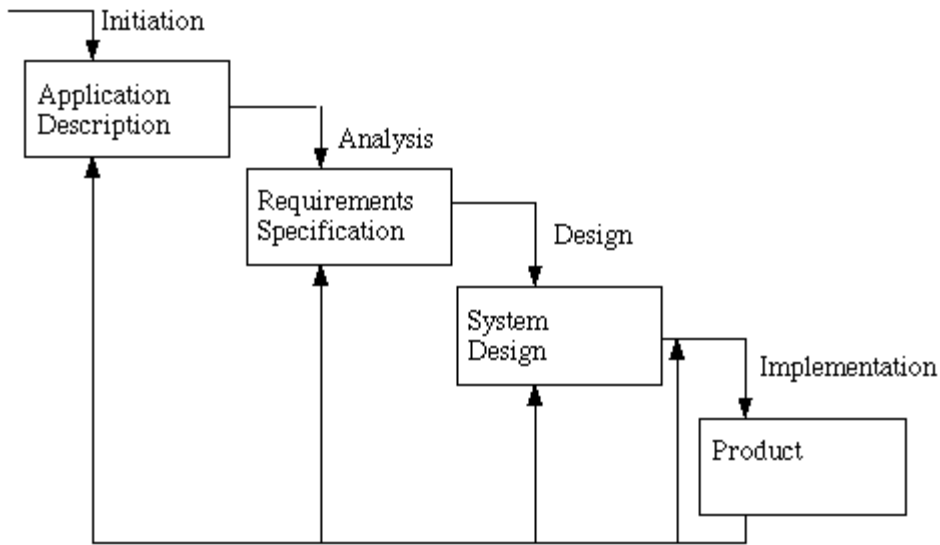 Initiation
Application
Description
Analysis
Requirements
Specification
Design
System
Design
Implementation
Product